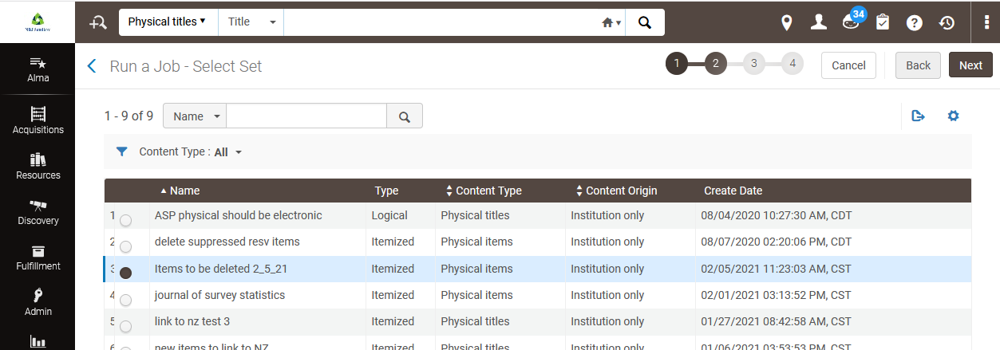 Physical titles
Title
34
Alma
Run a Job - Select Set
1
2
3
4
Cancel
Back
Next
Acquisitions
Resources
Discovery
Fulfillment
Admin
1 - 9 of 9
Name
Content Type : All
Name Type Content Type Content Origin Create Date
1 ASP physical should be electronic Logical Physical titles Institution only 08/04/2020 10:27:30 AM, CDT
2 delete suppressed resv items Itemized Physical items Institution only 08/07/2020 02:20:06 PM, CDT
3 Items to be deleted 2_5_21 Itemized Physical items Institution only 02/05/2021 11:23:03 AM, CST
4 journal of survey statistics Itemized Physical items Institution only 02/01/2021 03:13:52 PM, CST
5 link to nz test 3 Itemized Physical titles Institution only 01/27/2021 08:42:58 AM, CST
6 new items to link to NZ Itemized Physical titles Institution only 01/06/2021 03:53:53 PM, CST